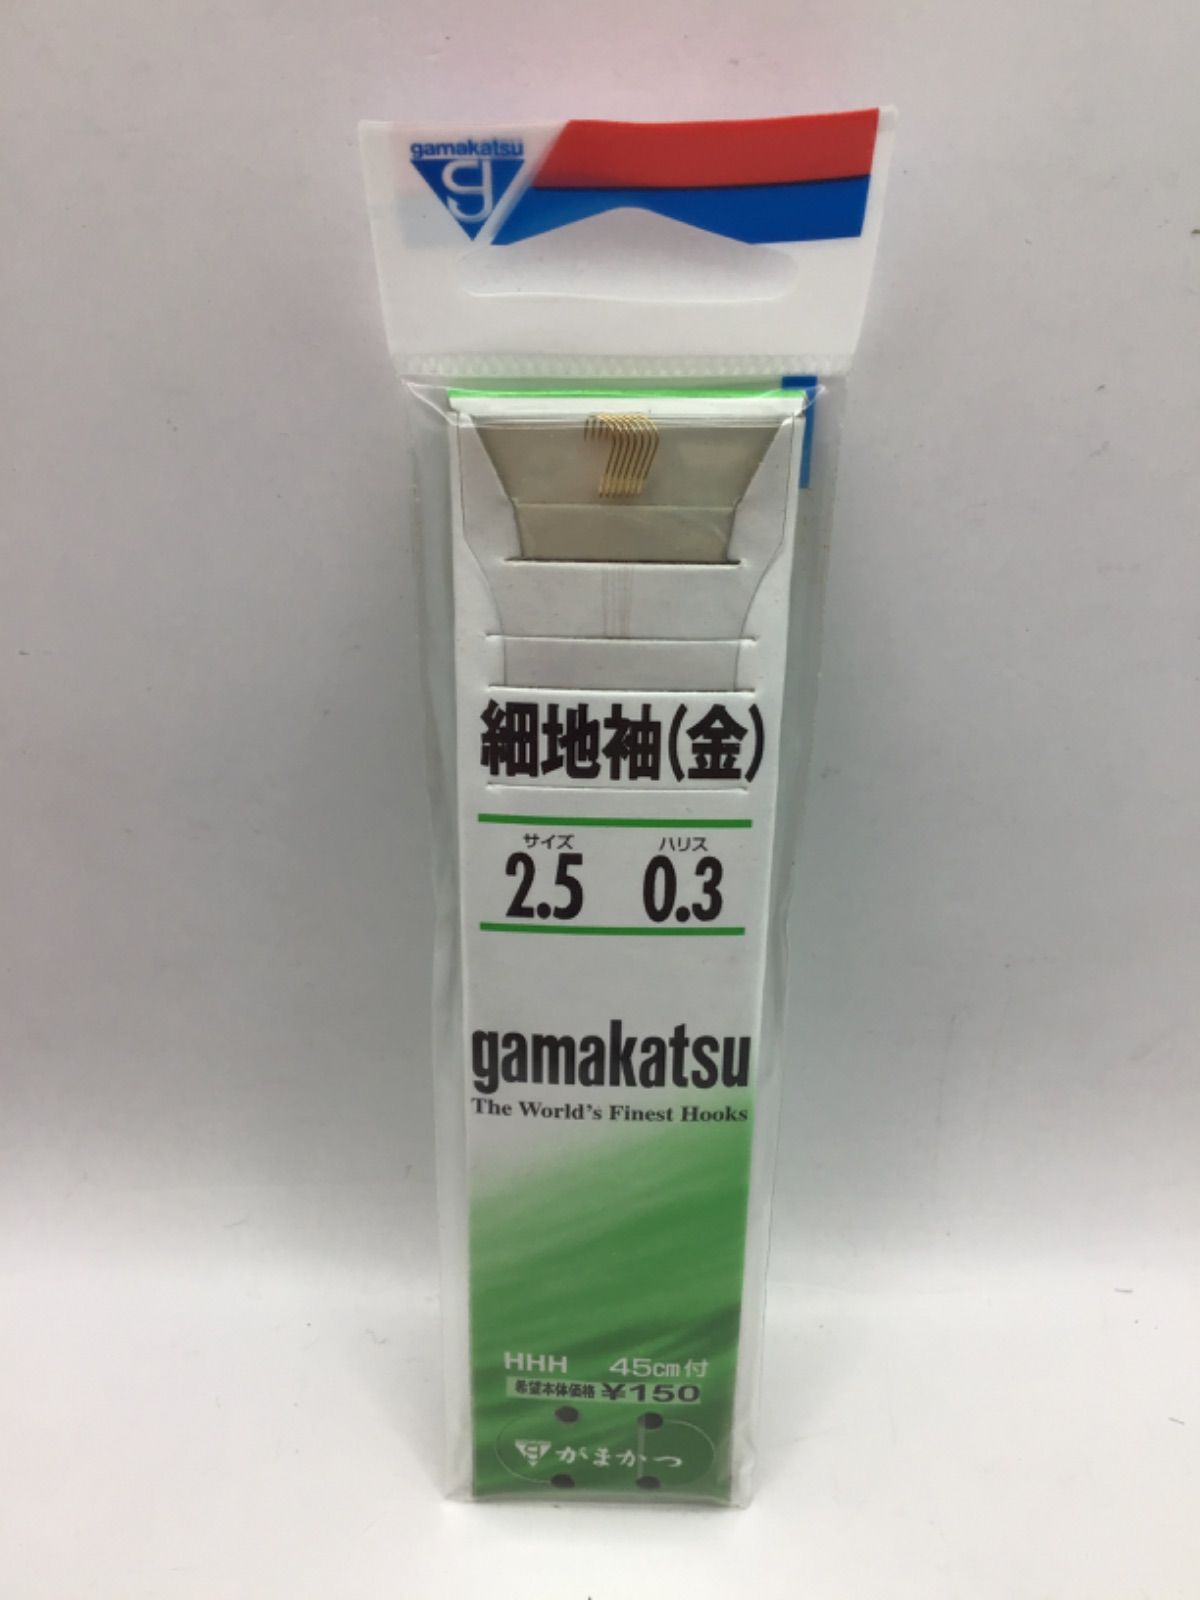 gamakatsu
g
細地袖(金)
サイズ ハリス
2.5 0.3
gamakatsu
The World's Finest Hooks
HHH 45cm付
希望本体価格 ¥150
がまかつ